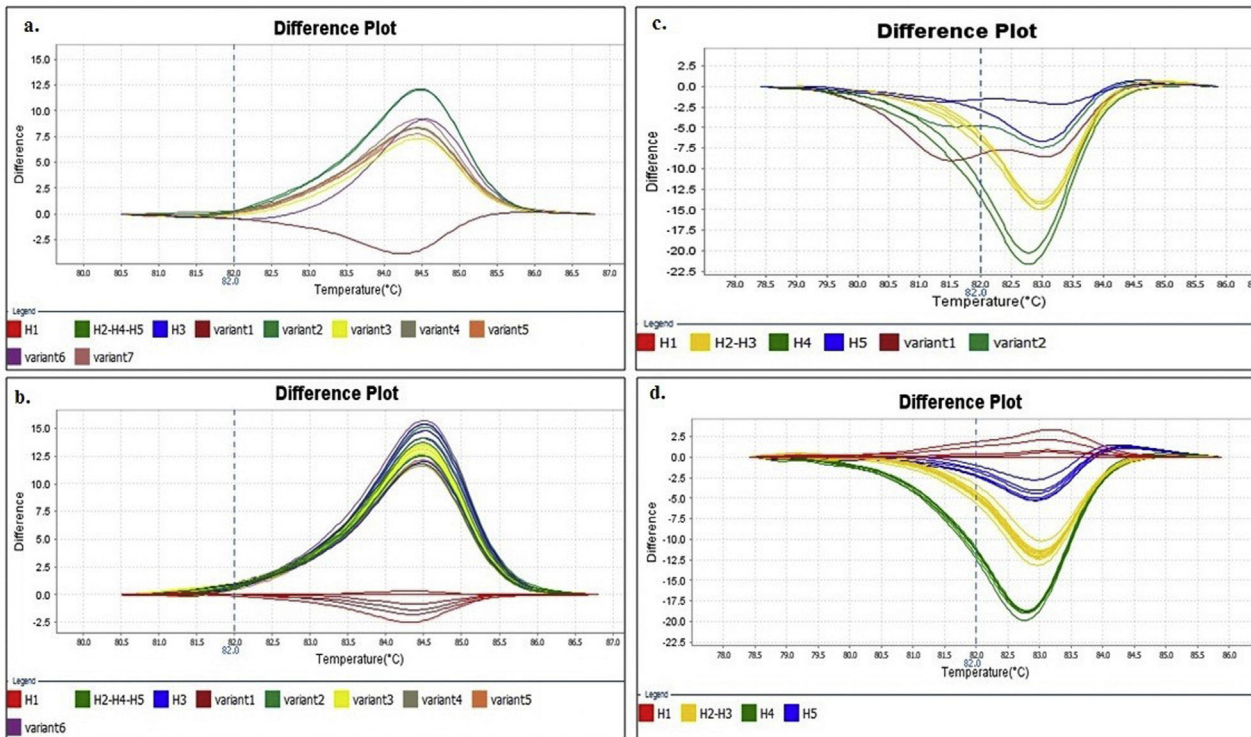 a.
Difference Plot
Difference
15.0
12.5
10.0
7.5
5.0
2.5
0.0
-2.5
80.0 80.5 81.0 81.5 82.0 82.5 83.0 83.5 84.0 84.5 85.0 85.5 86.0 86.5 87.0
82.0
Temperature(°C)
Legend
H1 H2-H4-H5 H3 variant1 variant2 variant3 variant4 variant5
variant6 variant7
b.
Difference Plot
Difference
15.0
12.5
10.0
7.5
5.0
2.5
0.0
-2.5
80.0 80.5 81.0 81.5 82.0 82.5 83.0 83.5 84.0 84.5 85.0 85.5 86.0 86.5 87.0
82.0
Temperature(°C)
Legend
H1 H2-H4-H5 H3 variant1 variant2 variant3 variant4 variant5
variant6
c.
Difference Plot
Difference
2.5
0.0
-2.5
-5.0
-7.5
-10.0
-12.5
-15.0
-17.5
-20.0
-22.5
78.0 78.5 79.0 79.5 80.0 80.5 81.0 81.5 82.0 82.5 83.0 83.5 84.0 84.5 85.0 85.5 86.0
82.0
Temperature(°C)
Legend
H1 H2-H3 H4 H5 variant1 variant2
d.
Difference Plot
Difference
2.5
0.0
-2.5
-5.0
-7.5
-10.0
-12.5
-15.0
-17.5
-20.0
-22.5
78.0 78.5 79.0 79.5 80.0 80.5 81.0 81.5 82.0 82.5 83.0 83.5 84.0 84.5 85.0 85.5 86.0
82.0
Temperature(°C)
Legend
H1 H2-H3 H4 H5